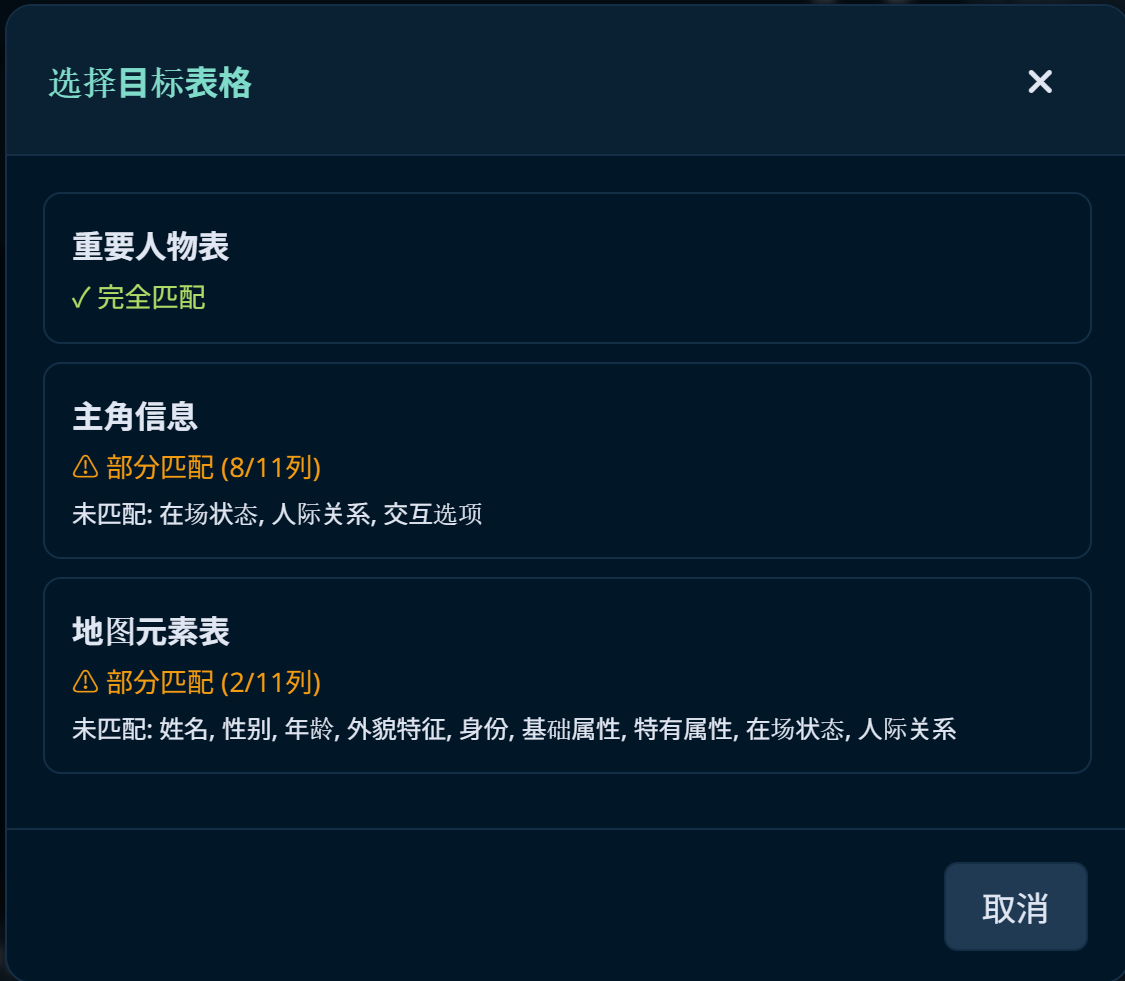 选择目标表格
重要人物表
✓ 完全匹配
主角信息
⚠ 部分匹配 (8/11列)
未匹配: 在场状态, 人际关系, 交互选项
地图元素表
⚠ 部分匹配 (2/11列)
未匹配: 姓名, 性别, 年龄, 外貌特征, 身份, 基础属性, 特有属性, 在场状态, 人际关系
取消